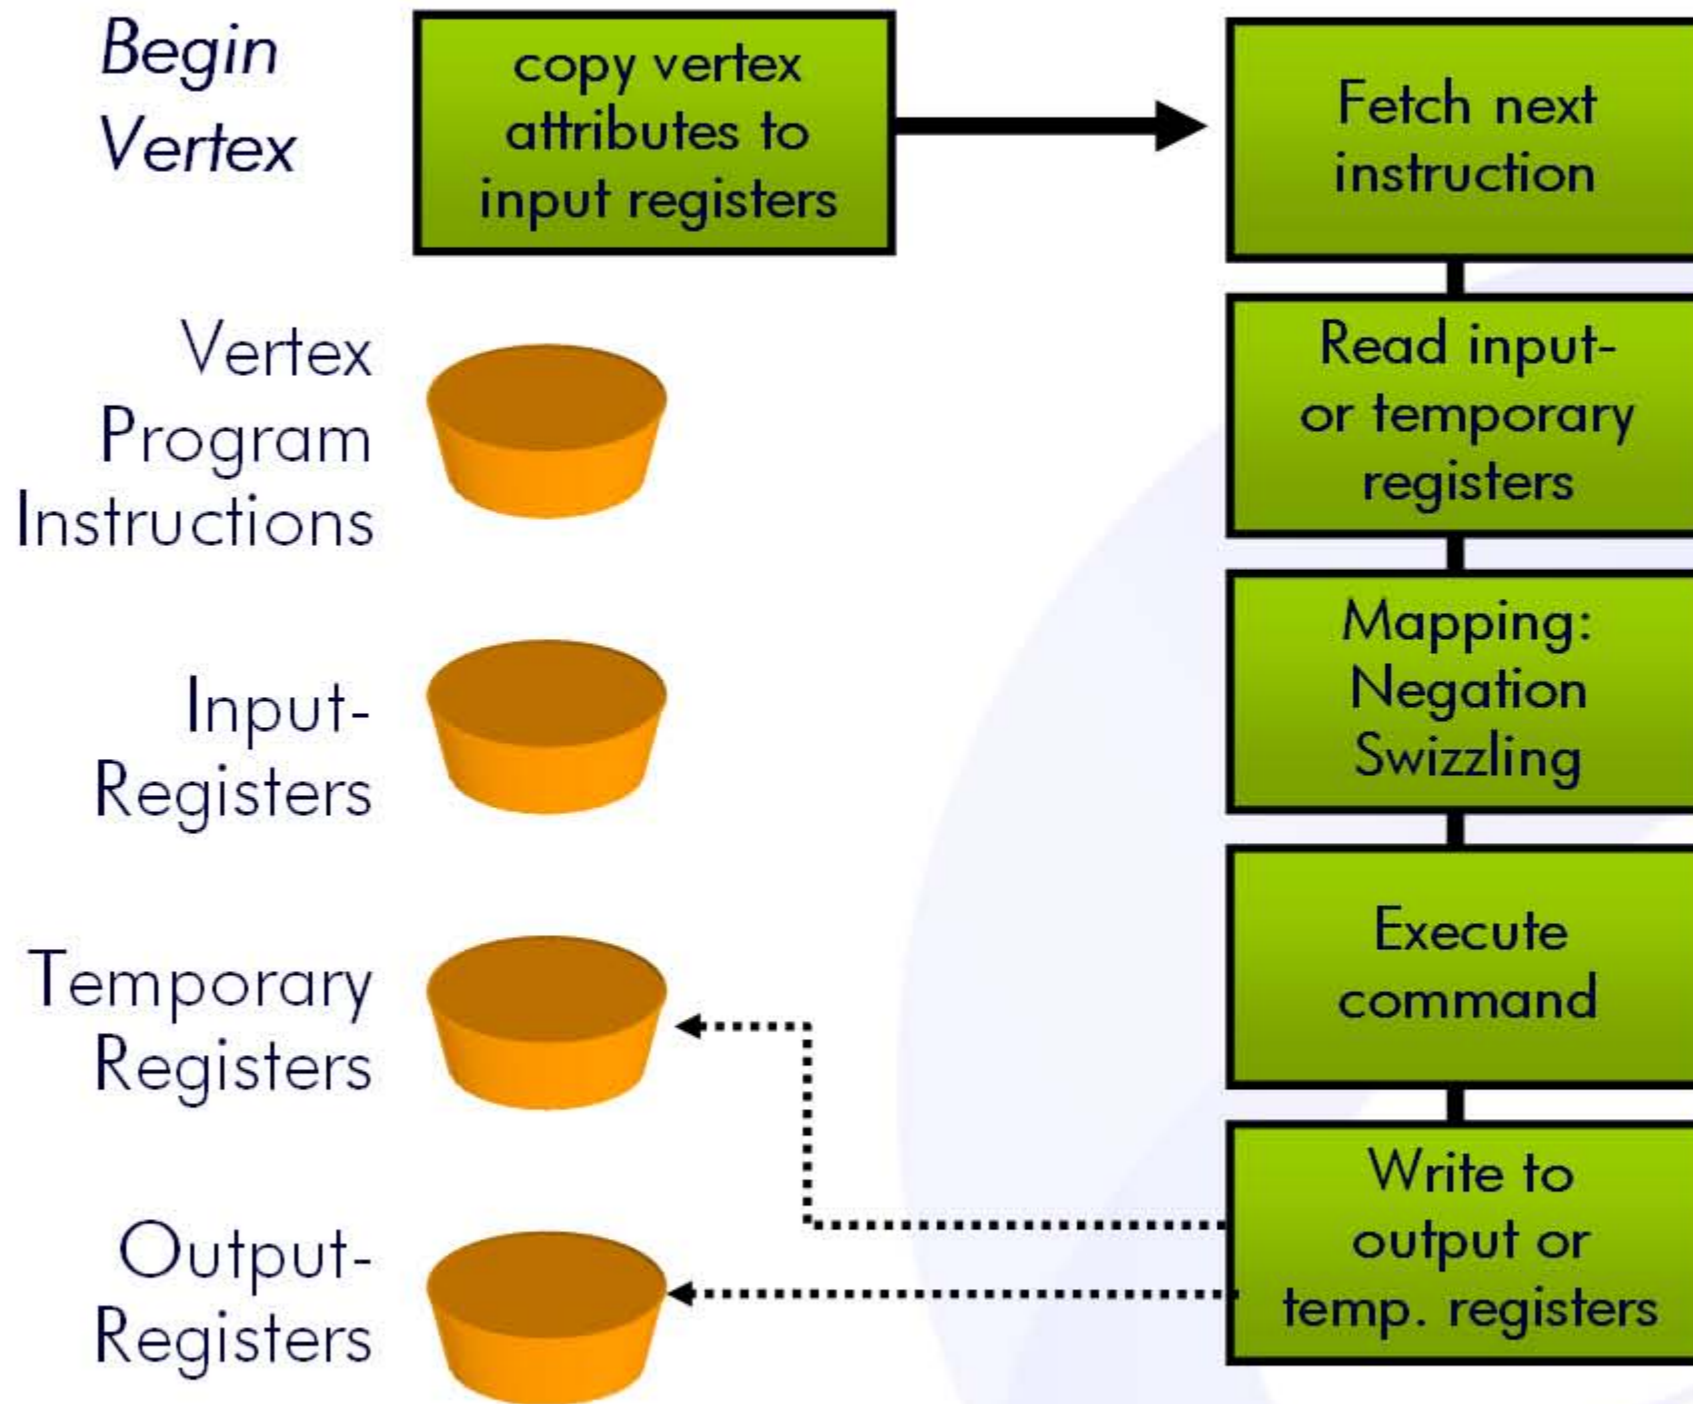 Begin
Vertex
copy vertex
attributes to
input registers
Fetch next
instruction
Vertex
Program
Instructions
Read input-
or temporary
registers
Input-
Registers
Mapping:
Negation
Swizzling
Temporary
Registers
Execute
command
Output-
Registers
Write to
output or
temp. registers